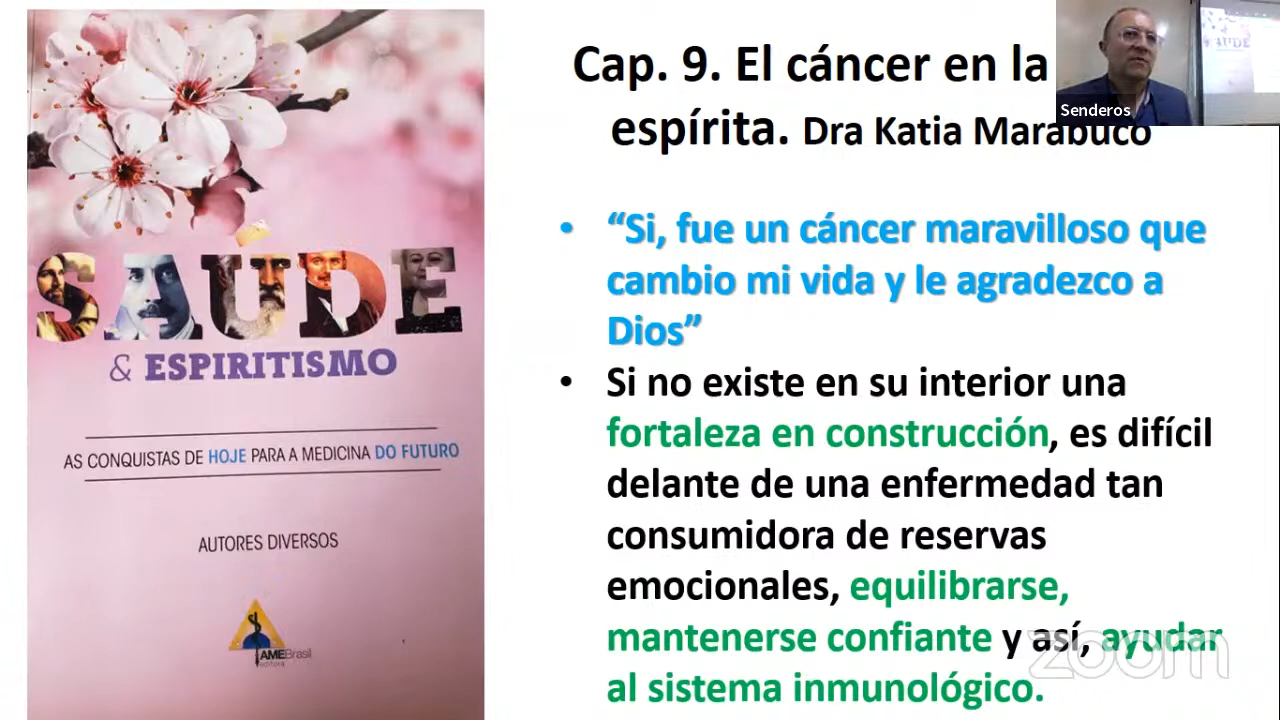 SAÚDE
& ESPIRITISMO
AS CONQUISTAS DE HOJE PARA A MEDICINA DO FUTURO
AUTORES DIVERSOS
AMEBrasil
editora
Cap. 9. El cáncer en la
espírita. Dra Katia Marabuco
Senderos
SAUDE
• “Si, fue un cáncer maravilloso que
cambio mi vida y le agradezco a
Dios”
• Si no existe en su interior una
fortaleza en construcción, es difícil
delante de una enfermedad tan
consumidora de reservas
emocionales, equilibrarse,
mantenerse confiante y así, ayudar
al sistema inmunológico.
zoom